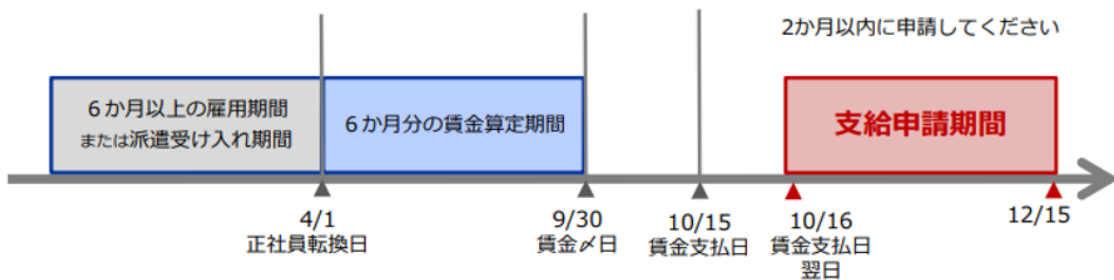 2か月以内に申請してください
6か月以上の雇用期間
または派遣受け入れ期間
6か月分の賃金算定期間
支給申請期間
4/1
正社員転換日
9/30
賃金〆日
10/15
賃金支払日
10/16
賃金支払日
翌日
12/15